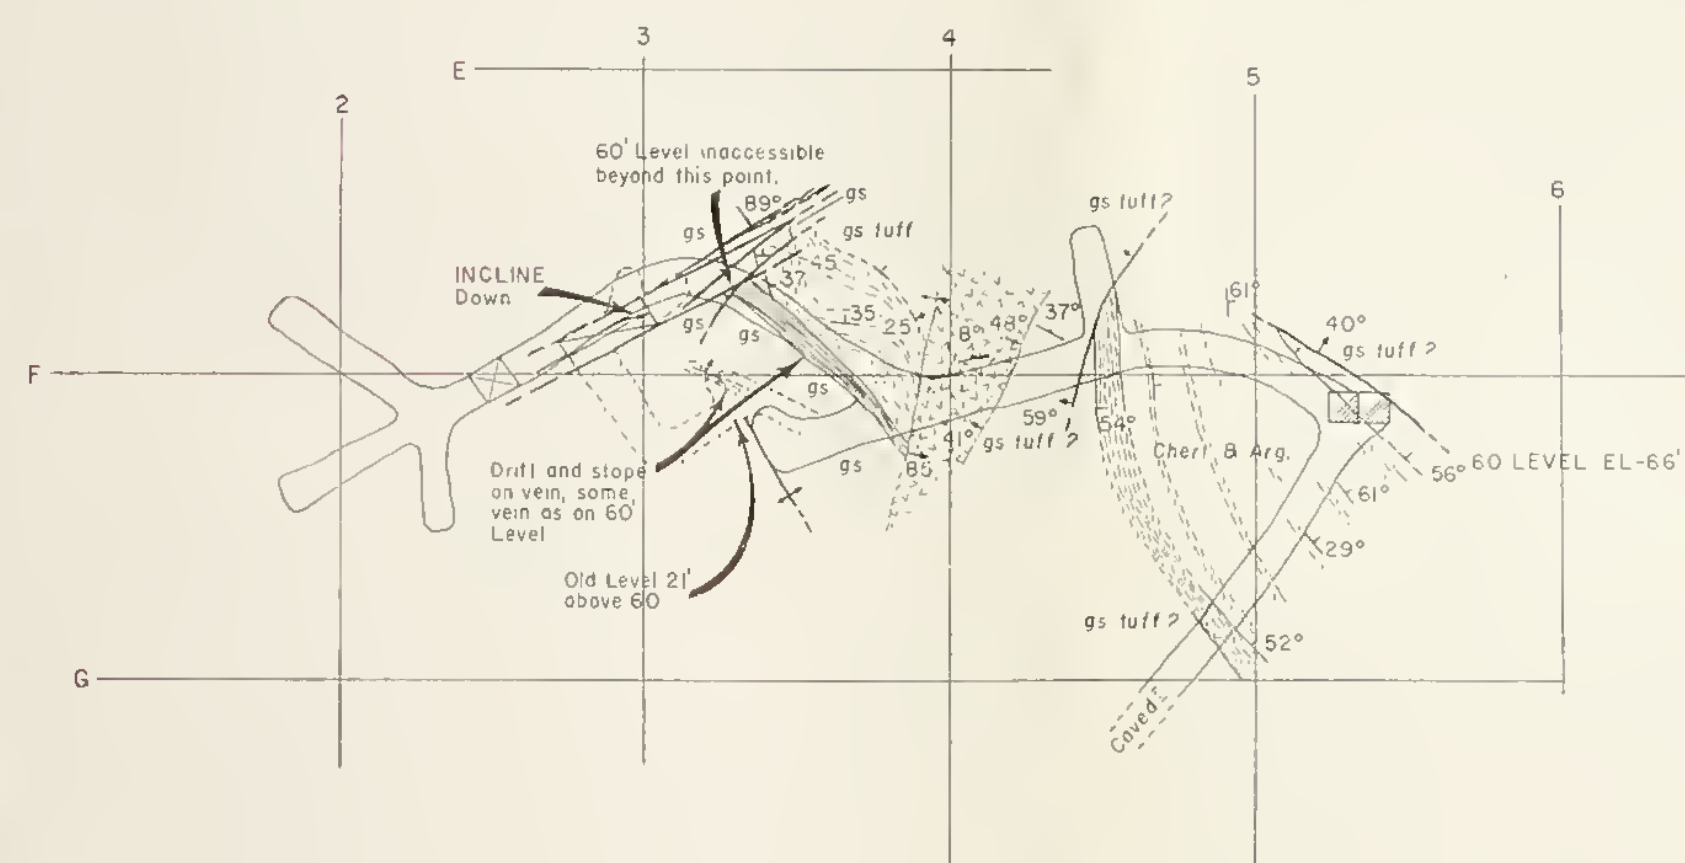 3
4
E
5
2
60' Level inaccessible
beyond this point.
6
89°
gs
gs tuff?
gs
gs tuff
INCLINE
Down
45
37
61°
35
25
8°
48°
37°
40°
gs
gs
gs tuff ?
F
gs
59°
54°
41°
gs tuff ?
Chert & Arg.
gs
85
56°
60 LEVEL EL-66'
Drift and stope
on vein, some
vein as on 60'
Level
61°
29°
Old Level 21'
above 60
gs tuff ?
52°
G
Caved